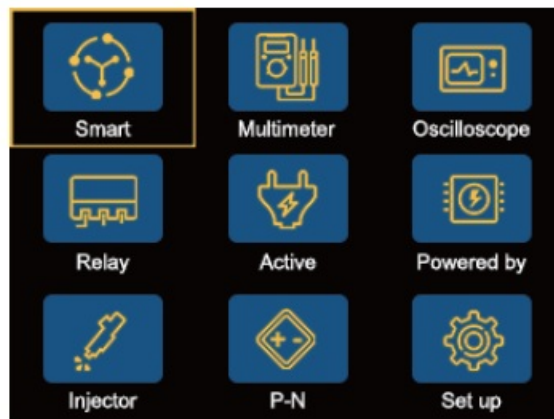 Smart
Multimeter
Oscilloscope
Relay
Active
Powered by
Injector
P-N
Set up